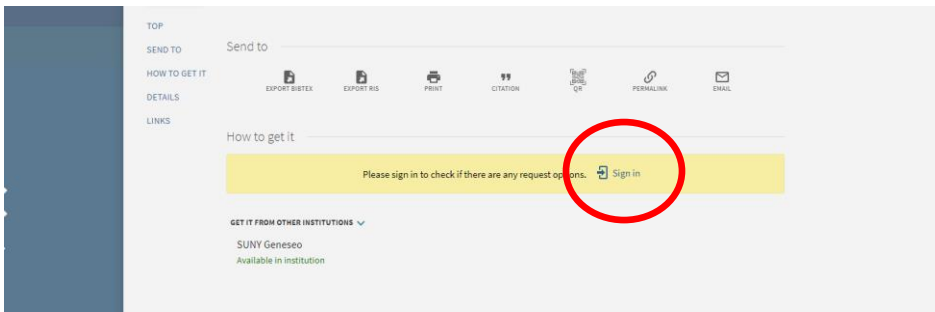 TOP
SEND TO
HOW TO GET IT
DETAILS
LINKS
Send to
EXPORT BIBTEX
EXPORT RIS
PRINT
CITATION
QR
PERMALINK
EMAIL
How to get it
Please sign in to check if there are any request options. Sign in
GET IT FROM OTHER INSTITUTIONS
SUNY Geneseo
Available in institution